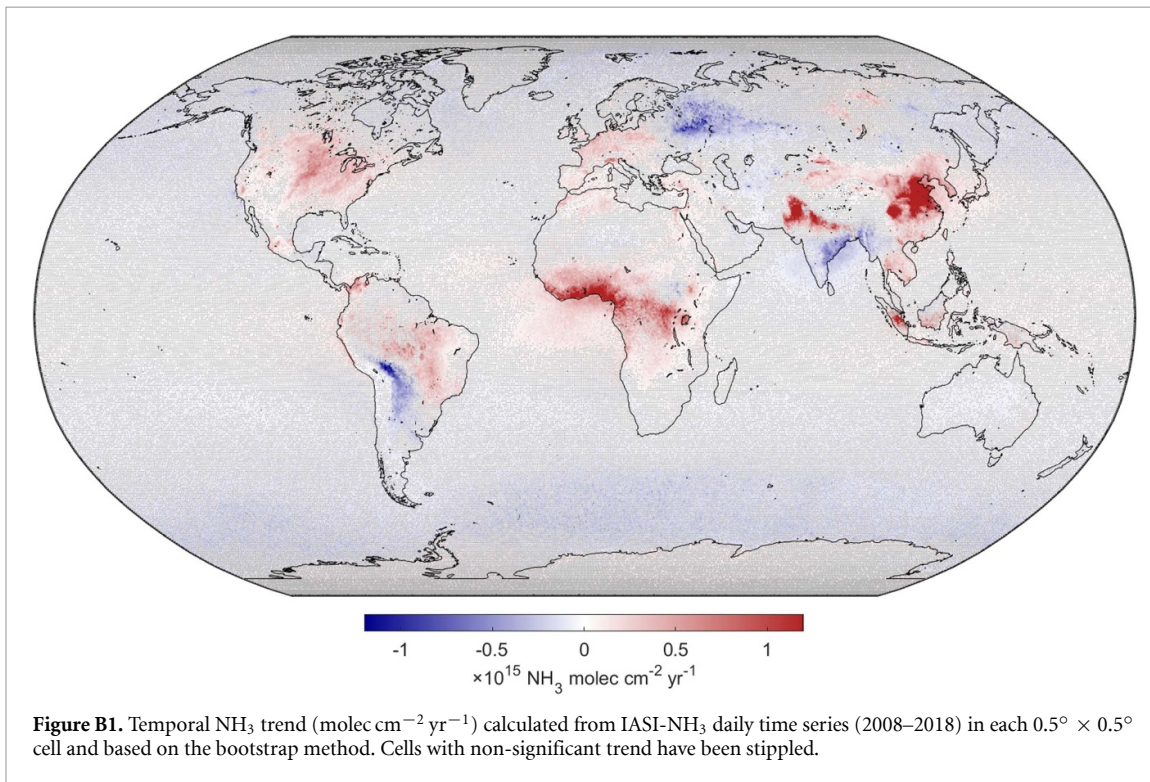 -1 -0.5 0 0.5 1
×10¹⁵ NH₃ molec cm⁻² yr⁻¹
Figure B1. Temporal NH₃ trend (molec cm⁻² yr⁻¹) calculated from IASI-NH₃ daily time series (2008–2018) in each 0.5° × 0.5°
cell and based on the bootstrap method. Cells with non-significant trend have been stippled.